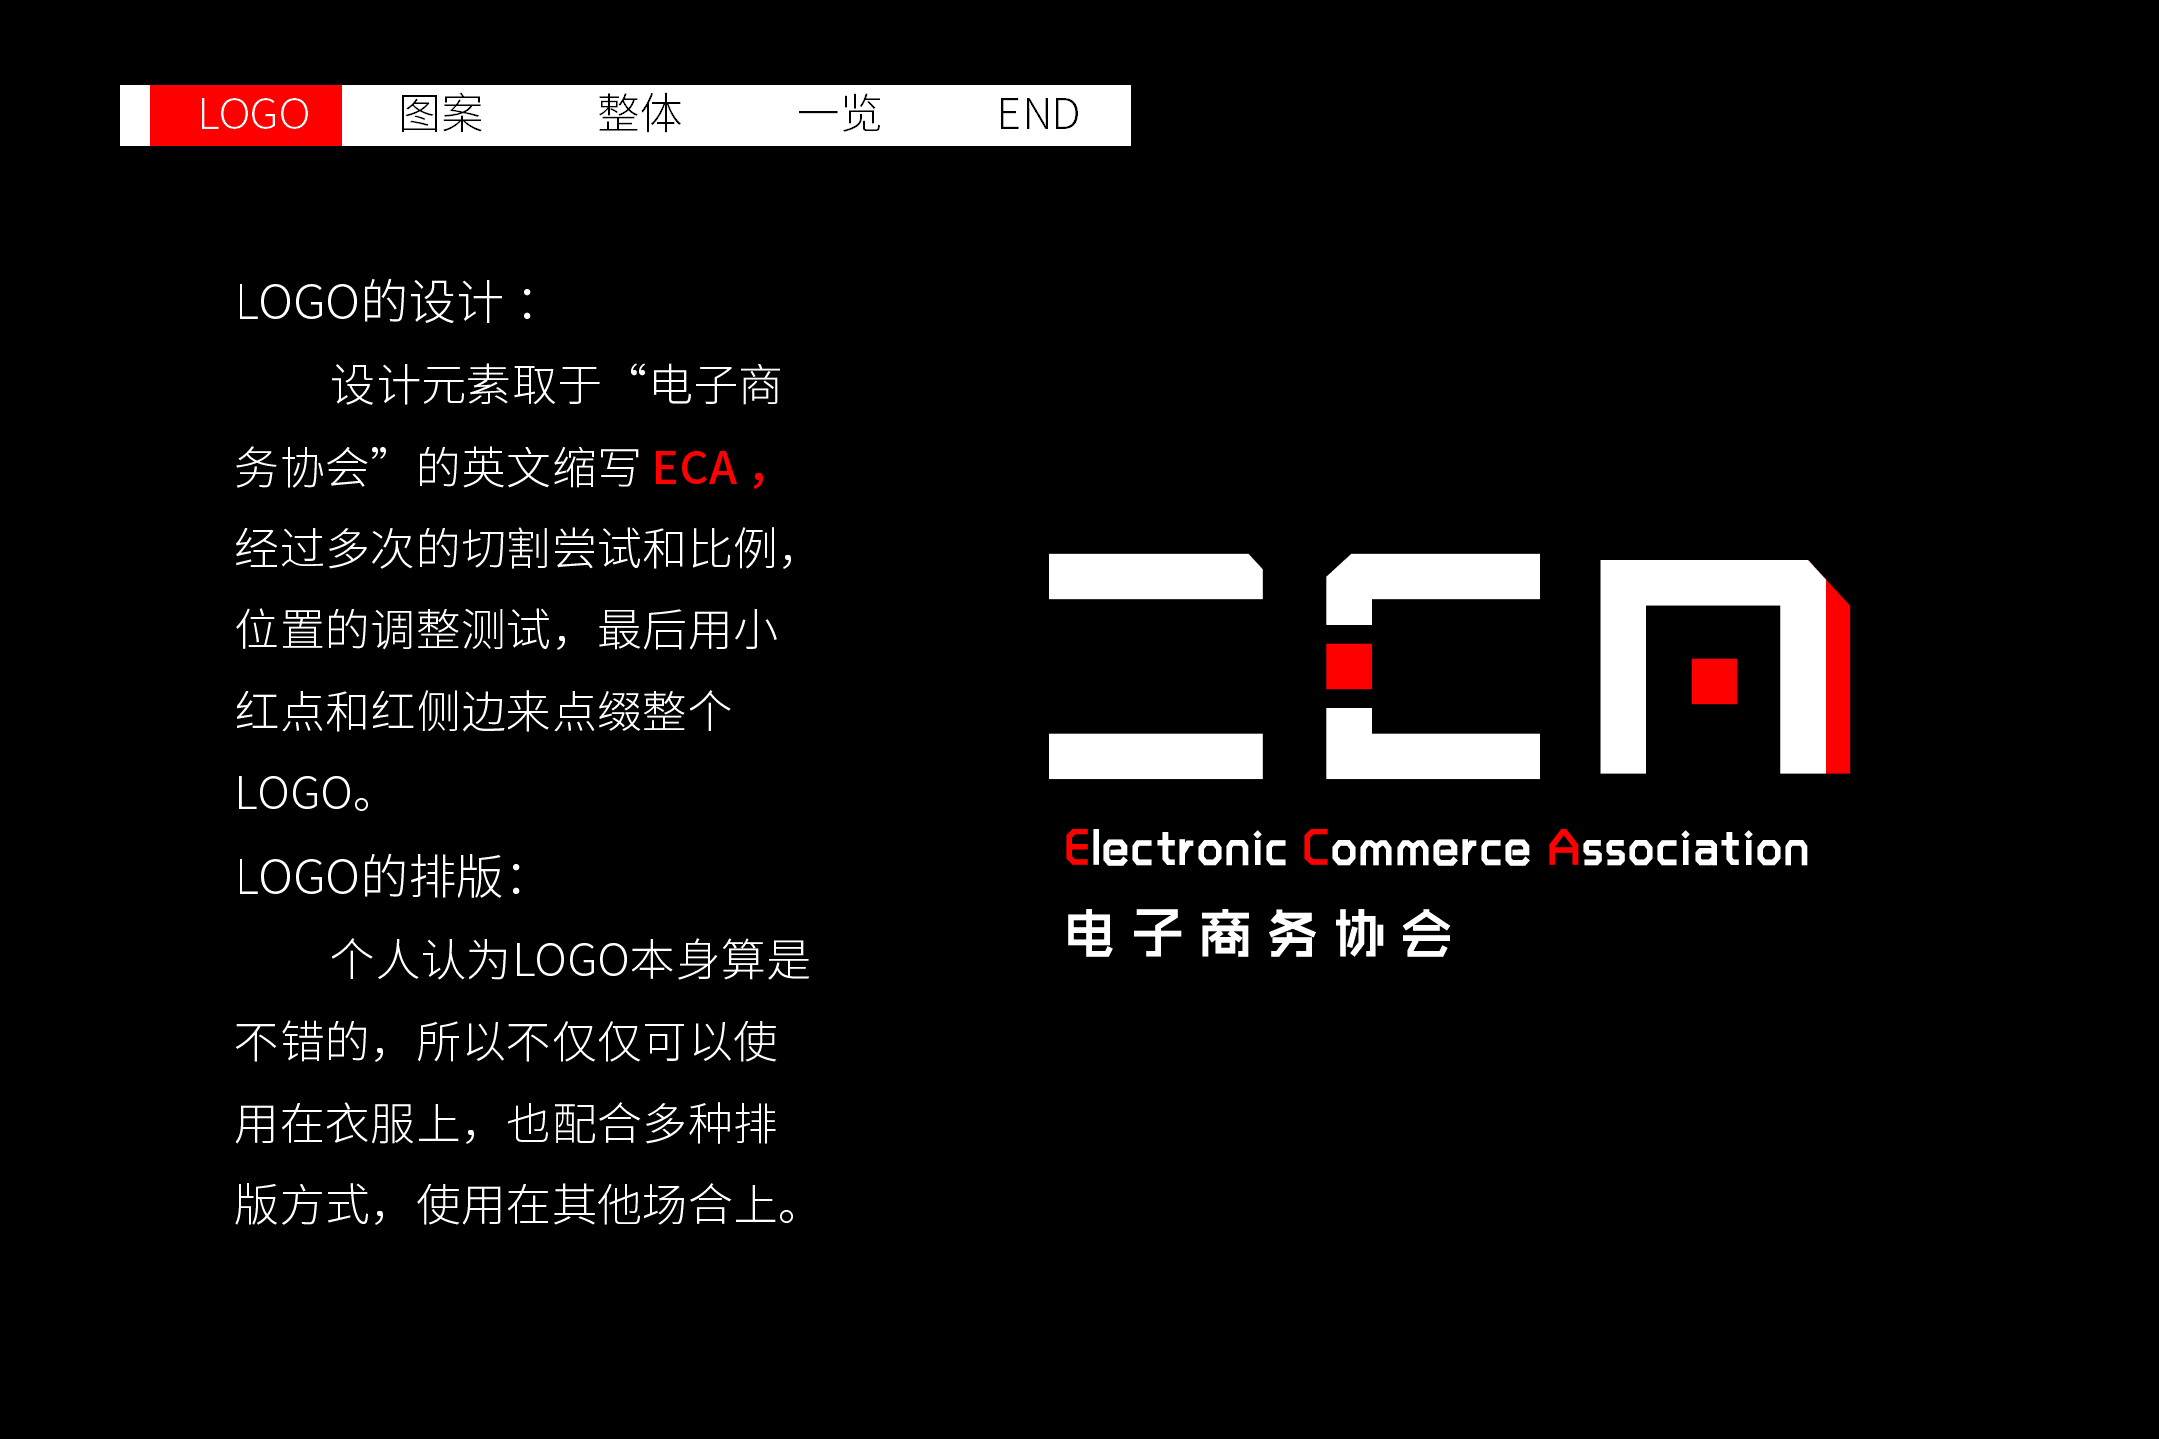 LOGO 图案 整体 一览 END
LOGO的设计：
设计元素取于“电子商
务协会”的英文缩写 ECA，
经过多次的切割尝试和比例，
位置的调整测试，最后用小
红点和红侧边来点缀整个
LOGO。
LOGO的排版：
个人认为LOGO本身算是
不错的，所以不仅仅可以使
用在衣服上，也配合多种排
版方式，使用在其他场合上。
ECA
Electronic Commerce Association
电子商务协会